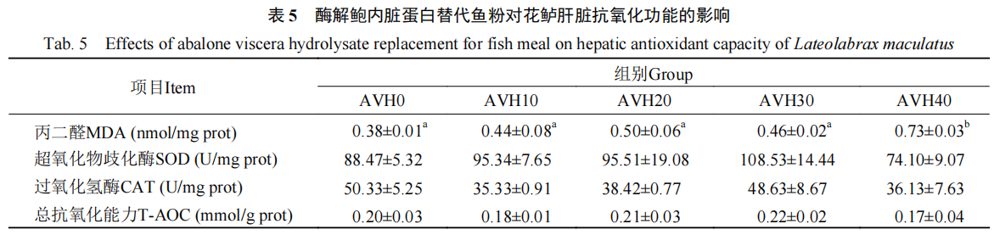 表 5 酶解鲍内脏蛋白替代鱼粉对花鲈肝脏抗氧化功能的影响
Tab. 5 Effects of abalone viscera hydrolysate replacement for fish meal on hepatic antioxidant capacity of Lateolabrax maculatus
项目Item 组别Group
AVH0 AVH10 AVH20 AVH30 AVH40
丙二醛MDA (nmol/mg prot) 0.38±0.01a 0.44±0.08a 0.50±0.06a 0.46±0.02a 0.73±0.03b
超氧化物歧化酶SOD (U/mg prot) 88.47±5.32 95.34±7.65 95.51±19.08 108.53±14.44 74.10±9.07
过氧化氢酶CAT (U/mg prot) 50.33±5.25 35.33±0.91 38.42±0.77 48.63±8.67 36.13±7.63
总抗氧化能力T-AOC (mmol/g prot) 0.20±0.03 0.18±0.01 0.21±0.03 0.22±0.02 0.17±0.04